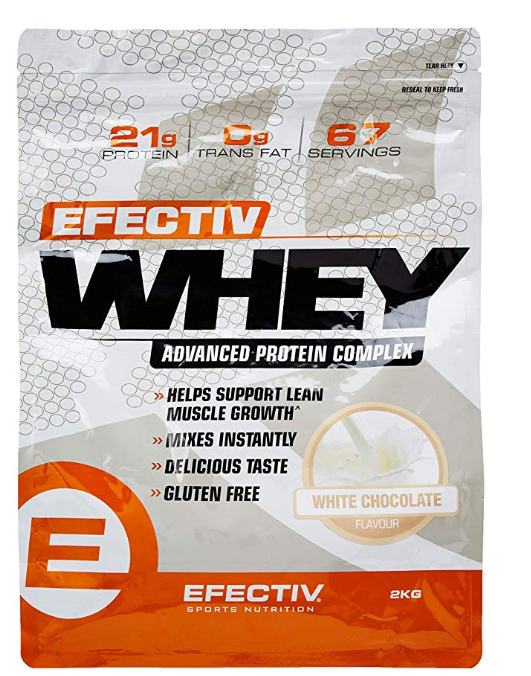 TEAR HERE
RESEAL TO KEEP FRESH
21g 0g 67
PROTEIN TRANS FAT SERVINGS
EFECTIV
WHEY
ADVANCED PROTEIN COMPLEX
» HELPS SUPPORT LEAN
MUSCLE GROWTH^
» MIXES INSTANTLY
» DELICIOUS TASTE
» GLUTEN FREE
WHITE CHOCOLATE
FLAVOUR
E
EFECTIV®
SPORTS NUTRITION
2KG